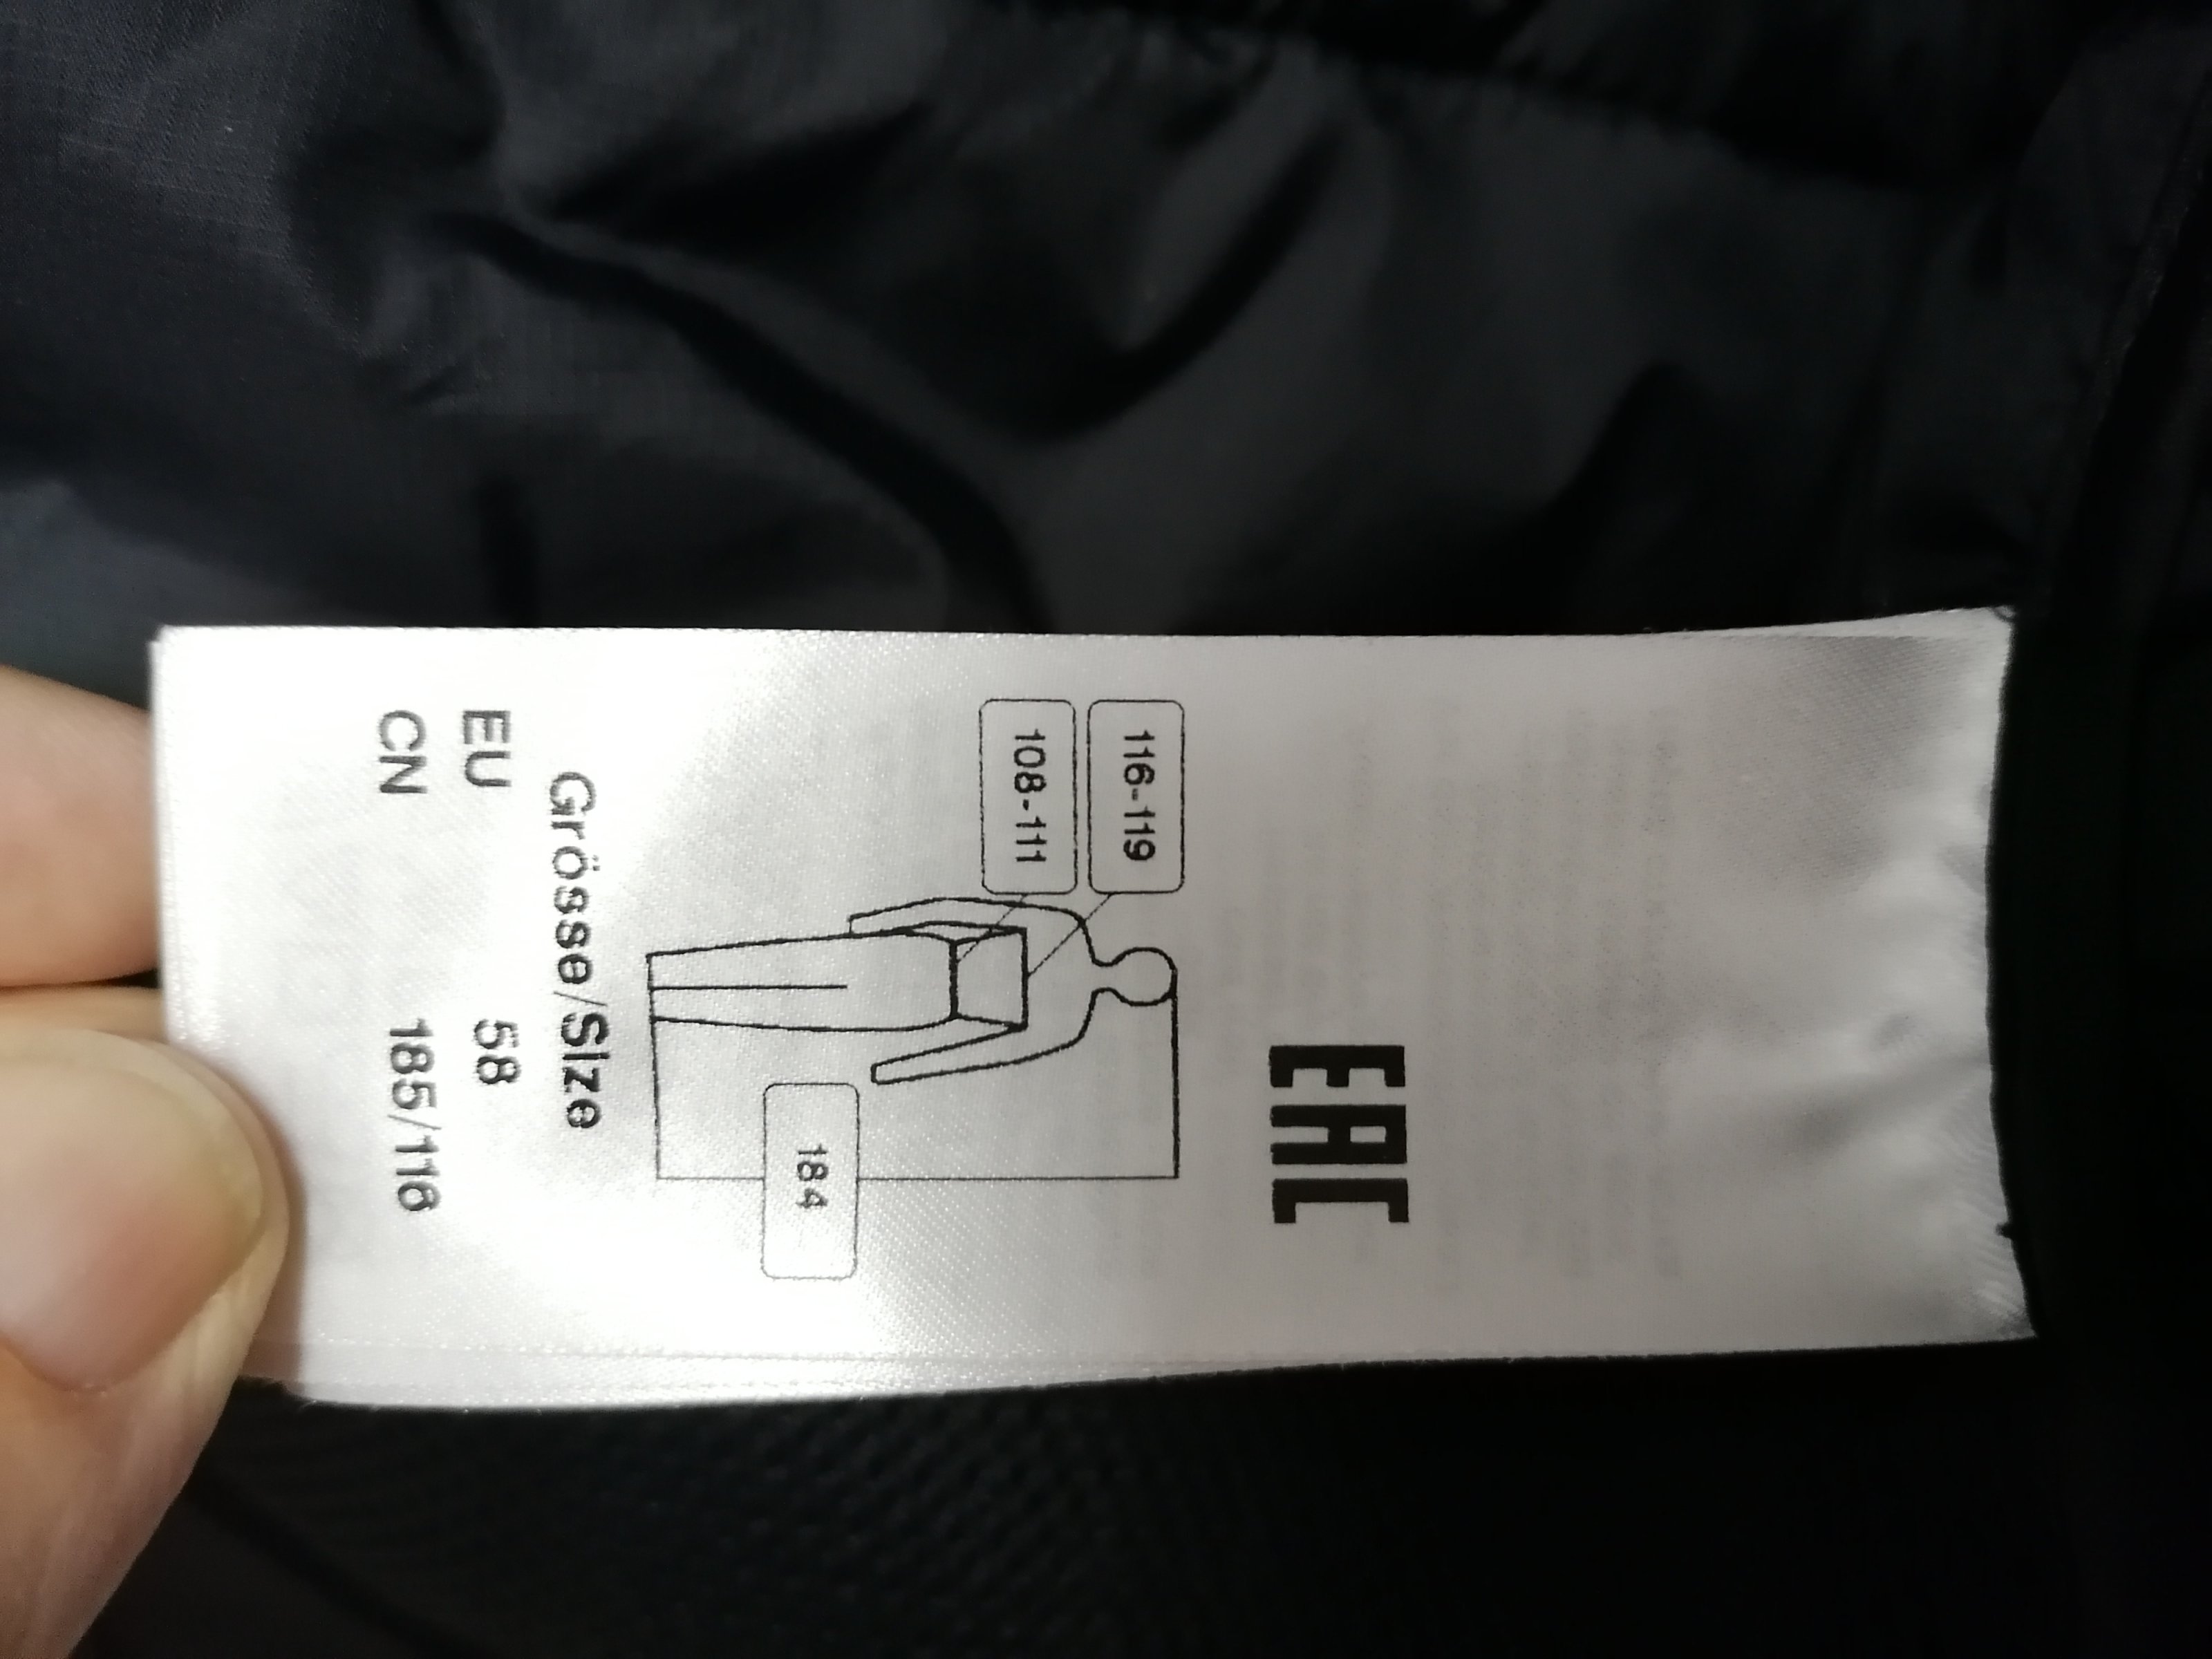 EAC
116-119
108-111
184
Grösse/Size
EU 58
CN 185/116